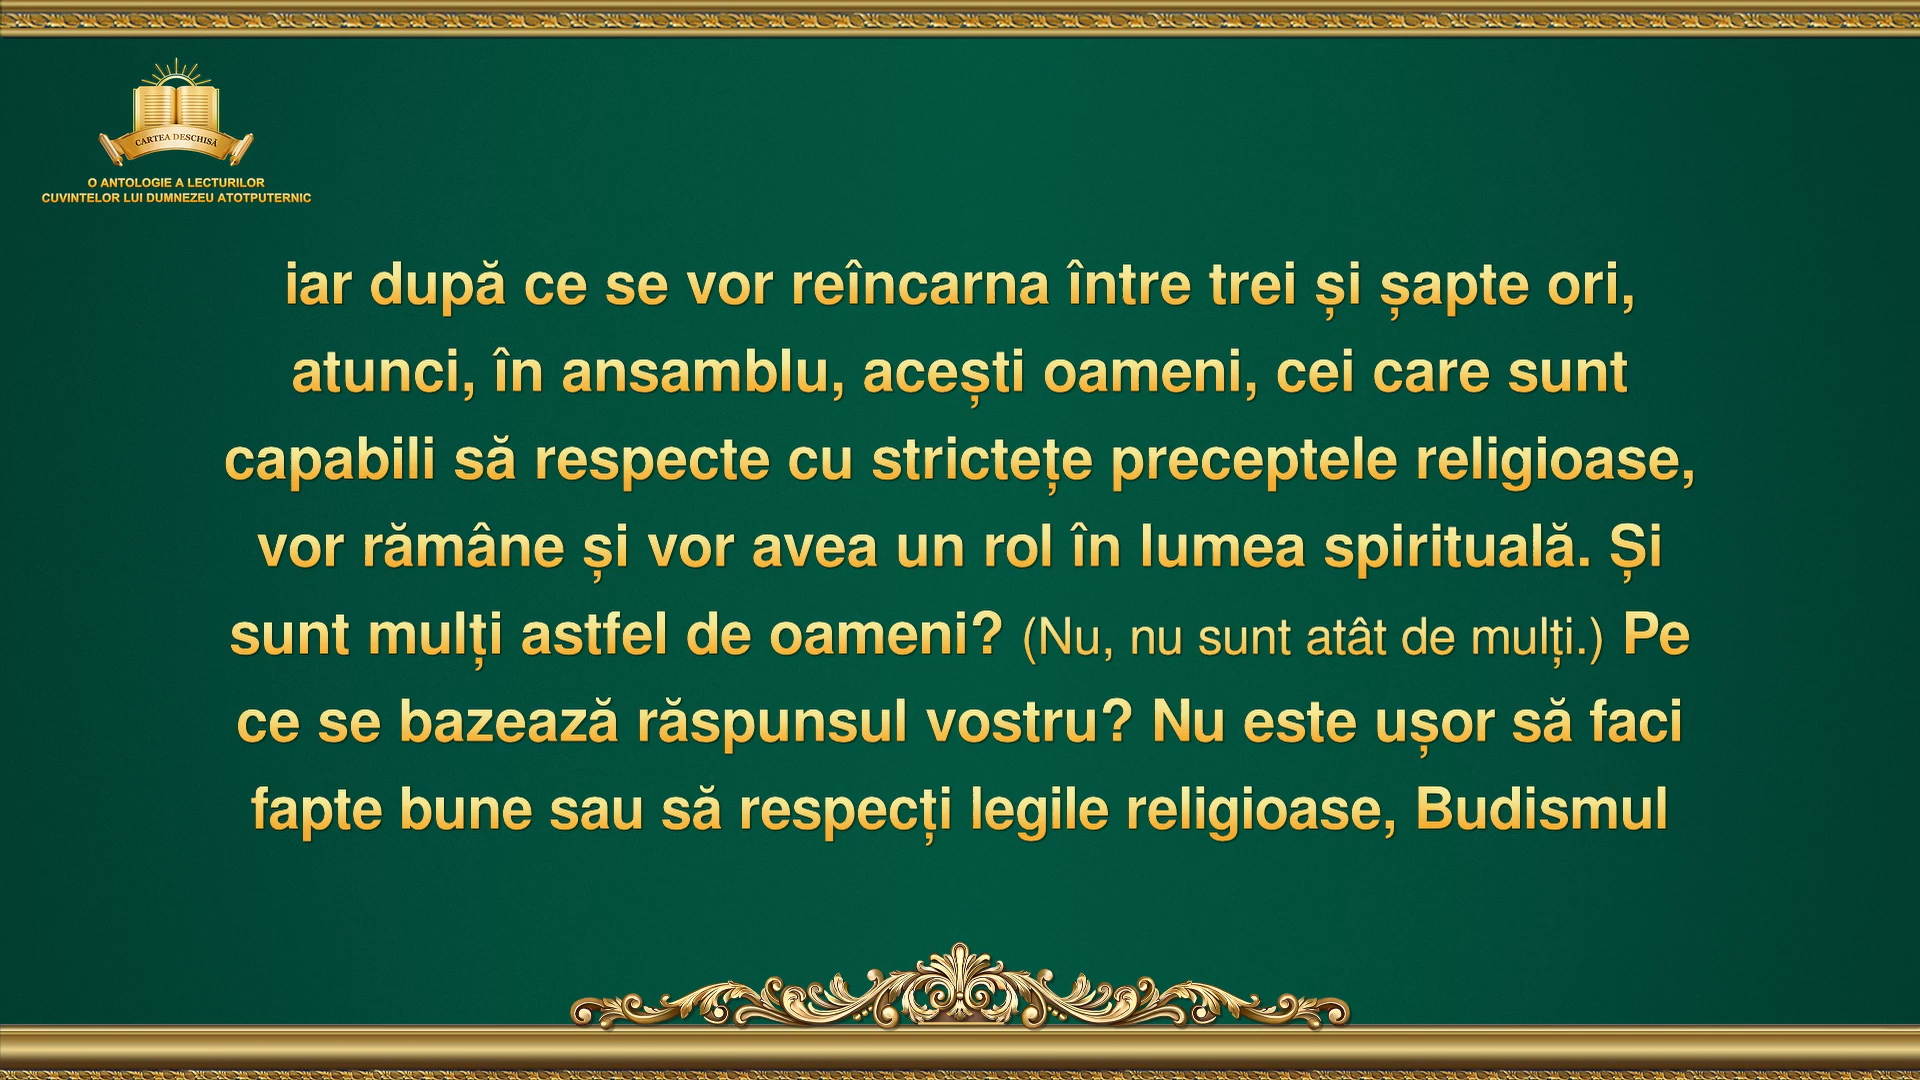 CARTEA DESCHISĂ
O ANTOLOGIE A LECTURILOR
CUVINTELOR LUI DUMNEZEU ATOTPUTERNIC
iar după ce se vor reîncarna între trei și șapte ori,
atunci, în ansamblu, acești oameni, cei care sunt
capabili să respecte cu strictețe preceptele religioase,
vor rămâne și vor avea un rol în lumea spirituală. Și
sunt mulți astfel de oameni? (Nu, nu sunt atât de mulți.) Pe
ce se bazează răspunsul vostru? Nu este ușor să faci
fapte bune sau să respecți legile religioase, Budismul